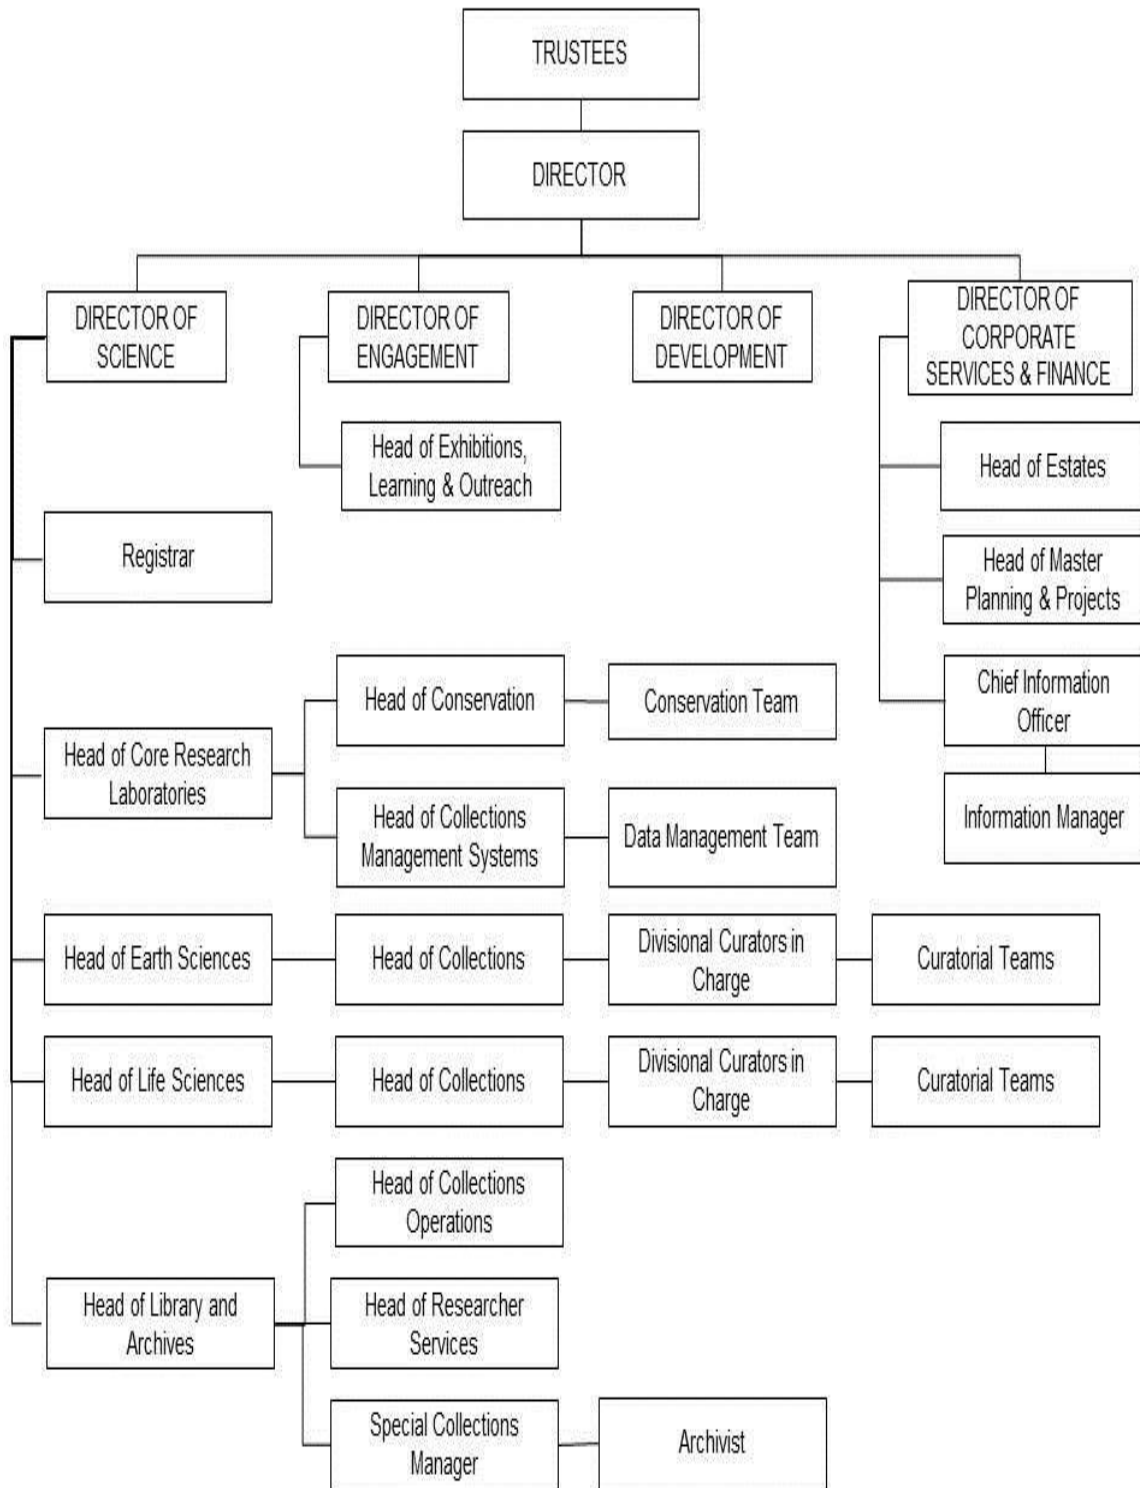 TRUSTEES
DIRECTOR
DIRECTOR OF
SCIENCE
DIRECTOR OF
ENGAGEMENT
DIRECTOR OF
DEVELOPMENT
DIRECTOR OF
CORPORATE
SERVICES & FINANCE
Head of Exhibitions,
Learning & Outreach
Head of Estates
Registrar
Head of Master
Planning & Projects
Head of Conservation
Conservation Team
Chief Information
Officer
Head of Core Research
Laboratories
Head of Collections
Management Systems
Data Management Team
Information Manager
Head of Earth Sciences
Head of Collections
Divisional Curators in
Charge
Curatorial Teams
Head of Life Sciences
Head of Collections
Divisional Curators in
Charge
Curatorial Teams
Head of Collections
Operations
Head of Library and
Archives
Head of Researcher
Services
Special Collections
Manager
Archivist